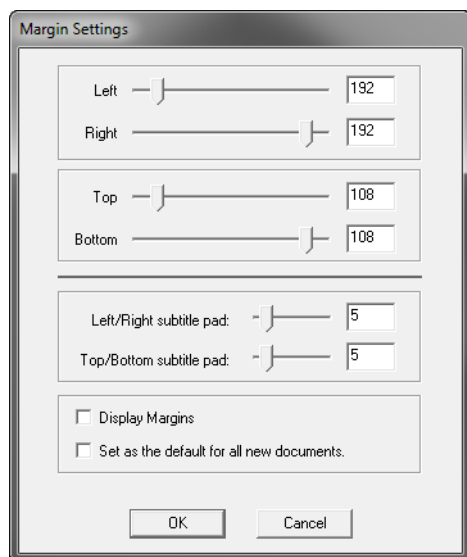 Margin Settings
Left 192
Right 192
Top 108
Bottom 108
Left/Right subtitle pad: 5
Top/Bottom subtitle pad: 5
Display Margins
Set as the default for all new documents.
OK Cancel